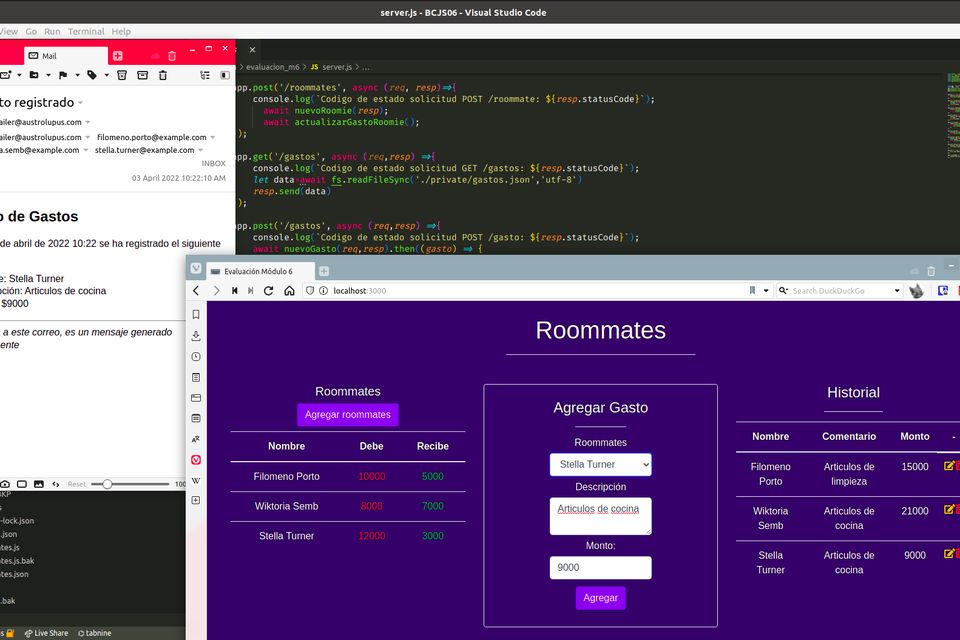 server.js - BCJS06 - Visual Studio Code
View Go Run Terminal Help
Mail
evaluacion_m6 > JS server.js > ...
to registrado
ailer@austrolupus.com
ailer@austrolupus.com filomeno.porto@example.com
a.semb@example.com stella.turner@example.com
INBOX
03 April 2022 10:22:10 AM
o de Gastos
de abril de 2022 10:22 se ha registrado el siguiente
e: Stella Turner
pción: Articulos de cocina
$9000
a a este correo, es un mensaje generado
ente
Reset 100
app.post('/roommates', async (req, resp)=>{
console.log(`Codigo de estado solicitud POST /roommate: ${resp.statusCode}`);
await nuevoRoomie(resp);
await actualizarGastoRoomie();
);
app.get('/gastos', async (req,resp) =>{
console.log(`Codigo de estado solicitud GET /gastos: ${resp.statusCode}`);
let data=await fs.readFileSync('./private/gastos.json','utf-8')
resp.send(data)
);
app.post('/gastos', async (req,resp) =>{
console.log(`Codigo de estado solicitud POST /gasto: ${resp.statusCode}`);
await nuevoGasto(req,resp).then((gasto) => {
Evaluación Módulo 6
localhost:3000
Search DuckDuckGo
Roommates
Roommates
Agregar roommates
Nombre Debe Recibe
Filomeno Porto 10000 5000
Wiktoria Semb 8000 7000
Stella Turner 12000 3000
Agregar Gasto
Roommates
Stella Turner
Descripción
Articulos de cocina
Monto:
9000
Agregar
Historial
Nombre Comentario Monto -
Filomeno Porto Articulos de limpieza 15000
Wiktoria Semb Articulos de cocina 21000
Stella Turner Articulos de cocina 9000
-lock.json
.json
ates.js
ates.js.bak
ates.json
.bak
Live Share tabnine